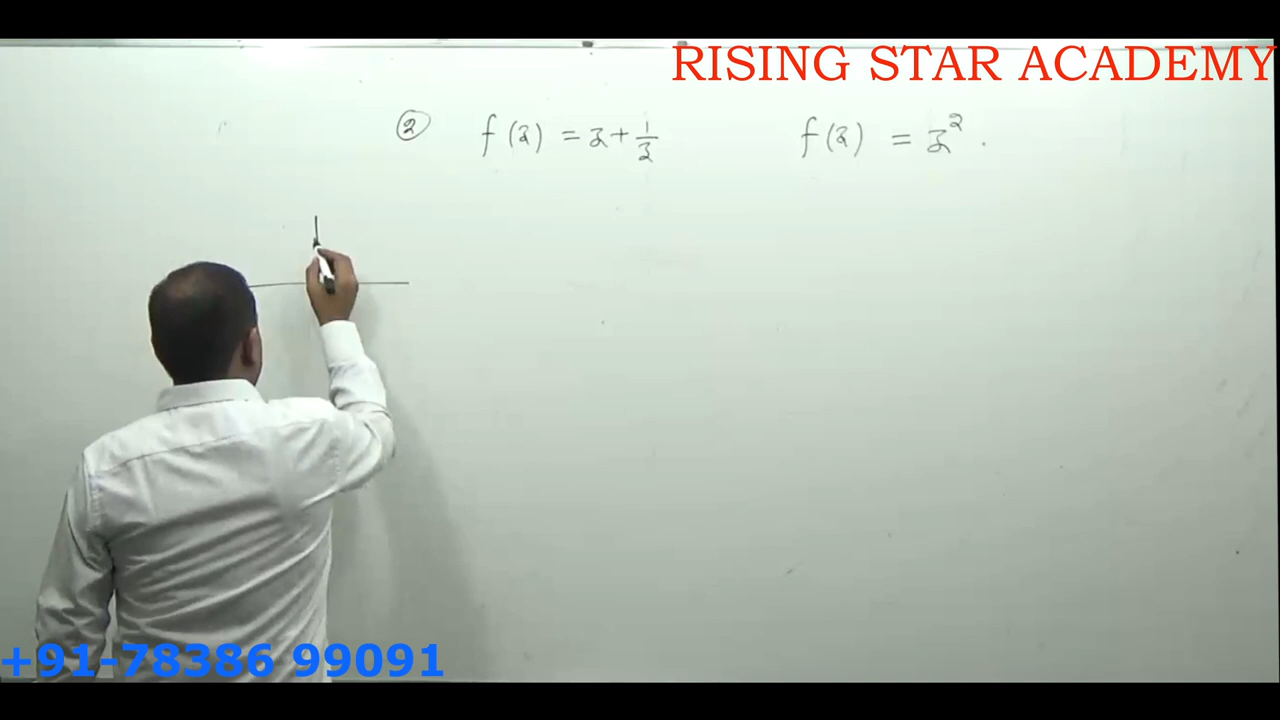 RISING STAR ACADEMY
② f(z) = z + 1/z f(z) = z² .
+91-78386 99091